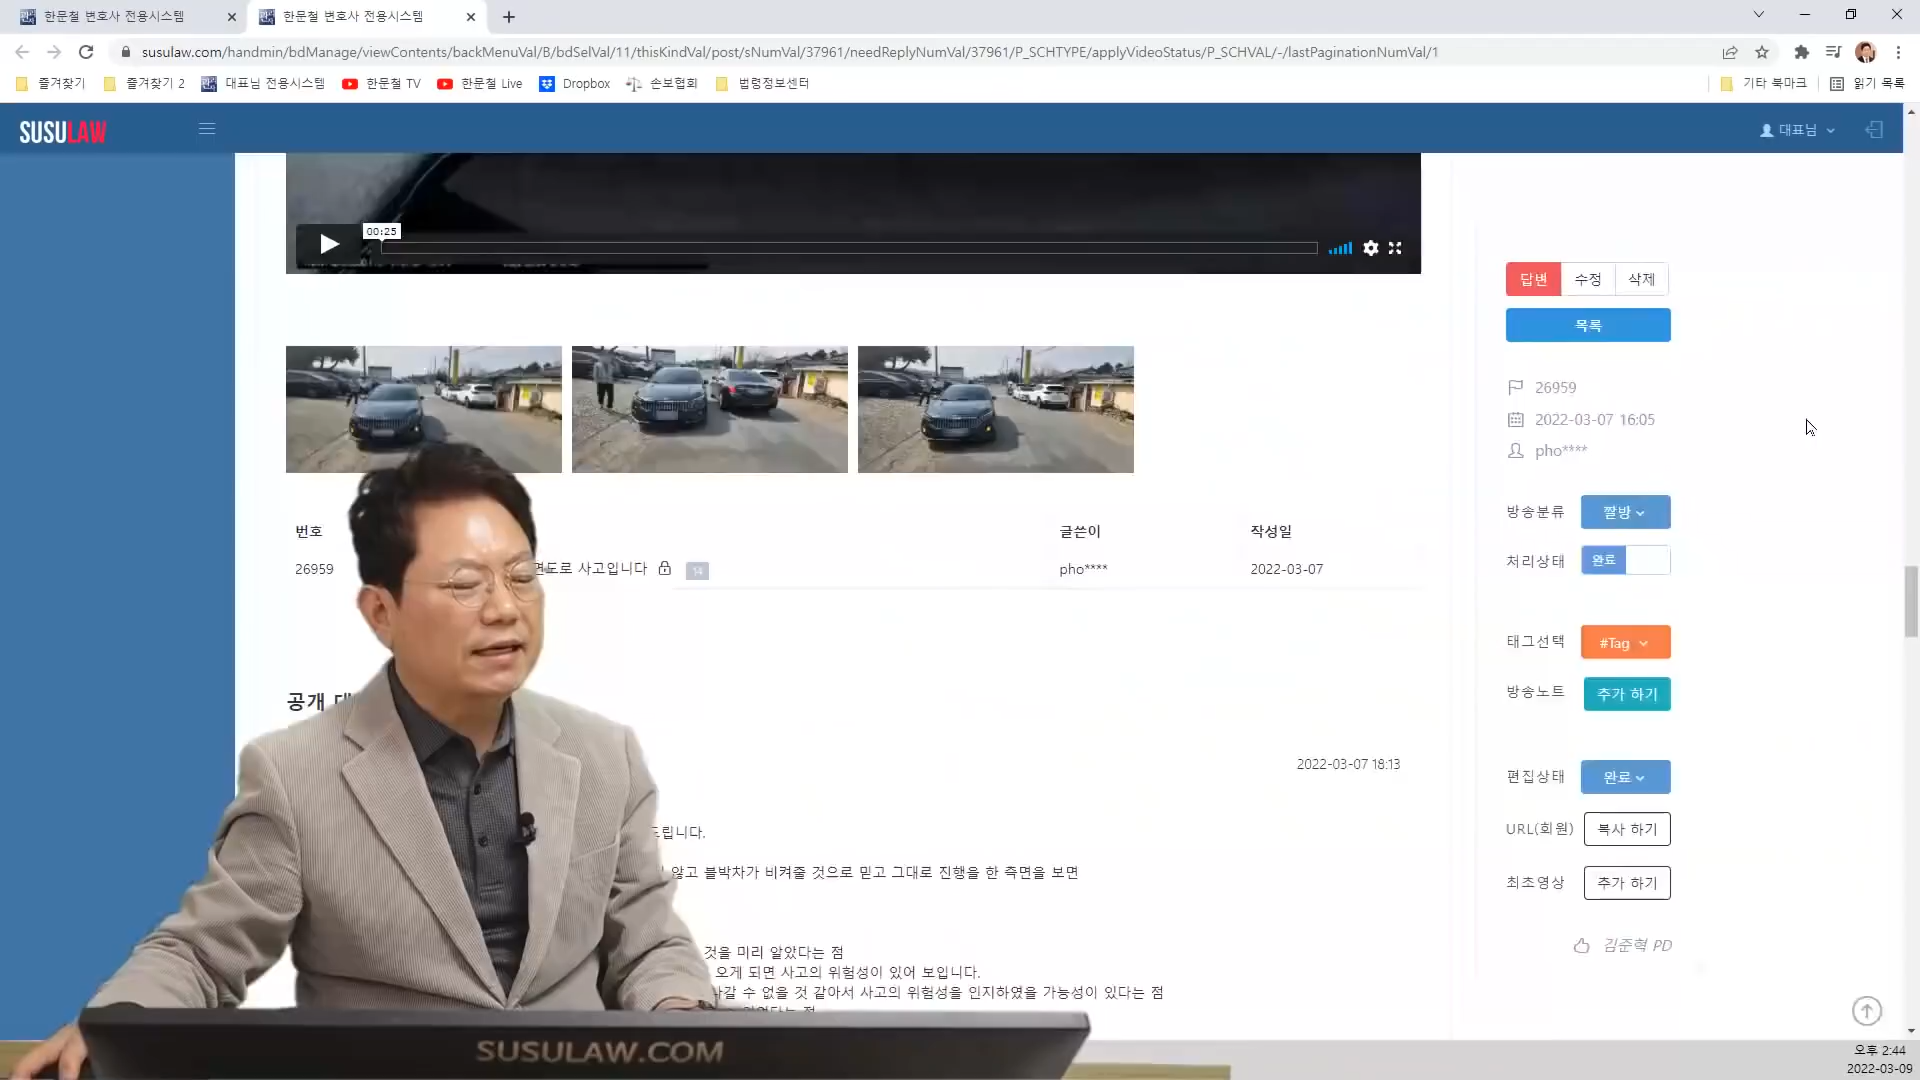 한문철 변호사 전용시스템
한문철 변호사 전용시스템
susulaw.com/handmin/bdManage/viewContents/backMenuVal/B/bdSelVal/11/thisKindVal/post/sNumVal/37961/needReplyNumVal/37961/P_SCHTYPE/applyVideoStatus/P_SCHVAL/-/lastPaginationNumVal/1
즐겨찾기
즐겨찾기 2
대표님 전용시스템
한문철 TV
한문철 Live
Dropbox
손보협회
법령정보센터
기타 북마크
읽기 목록
SUSULAW
대표님
00:25
답변 수정 삭제
목록
26959
2022-03-07 16:05
pho****
방송분류 짤방
처리상태 완료
태그선택 #Tag
방송노트 추가 하기
편집상태 완료
URL(회원) 복사 하기
최초영상 추가 하기
김준혁 PD
번호 글쓴이 작성일
26959 면도로 사고입니다 14 pho**** 2022-03-07
공개
2022-03-07 18:13
드립니다.
않고 블박차가 비켜줄 것으로 믿고 그대로 진행을 한 측면을 보면
것을 미리 알았다는 점
오게 되면 사고의 위험성이 있어 보입니다.
나갈 수 없을 것 같아서 사고의 위험성을 인지하였을 가능성이 있다는 점
SUSULAW.COM
오후 2:44
2022-03-09